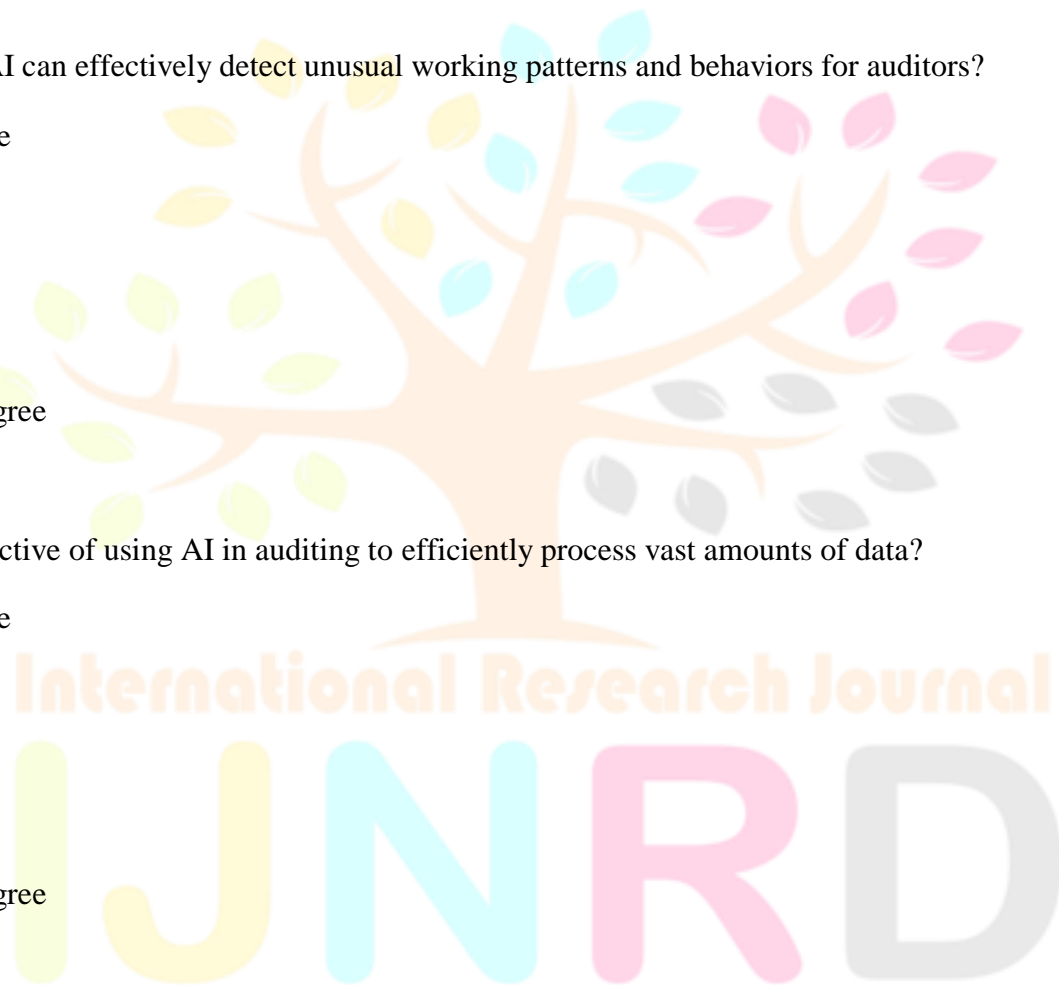 AI can effectively detect unusual working patterns and behaviors for auditors?
e
gree
ctive of using AI in auditing to efficiently process vast amounts of data?
e
International Research Journal
gree
IJNRD